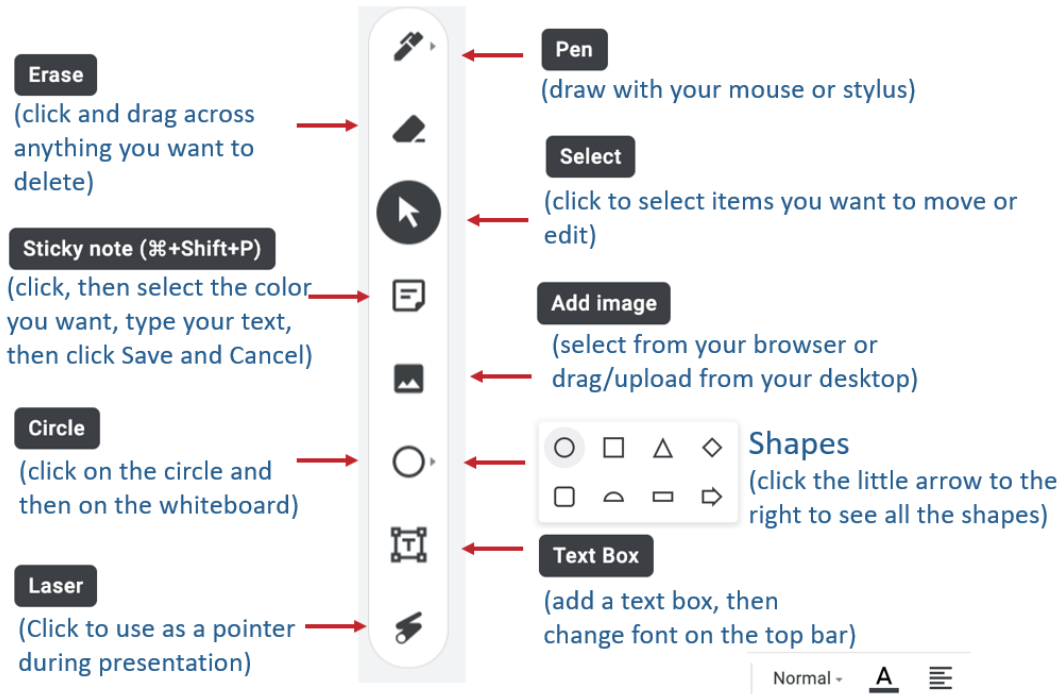 Erase
(click and drag across
anything you want to
delete)
Sticky note (⌘+Shift+P)
(click, then select the color
you want, type your text,
then click Save and Cancel)
Circle
(click on the circle and
then on the whiteboard)
Laser
(Click to use as a pointer
during presentation)
Pen
(draw with your mouse or stylus)
Select
(click to select items you want to move or
edit)
Add image
(select from your browser or
drag/upload from your desktop)
Shapes
(click the little arrow to the
right to see all the shapes)
T
Text Box
(add a text box, then
change font on the top bar)
Normal A